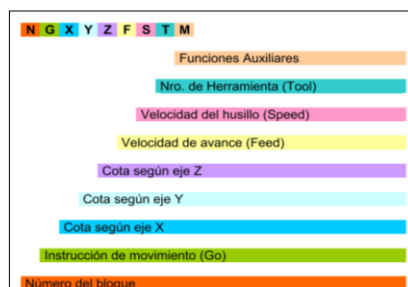 N G X Y Z F S T M
Funciones Auxiliares
Nro. de Herramienta (Tool)
Velocidad del husillo (Speed)
Velocidad de avance (Feed)
Cota según eje Z
Cota según eje Y
Cota según eje X
Instrucción de movimiento (Go)
Número del bloque